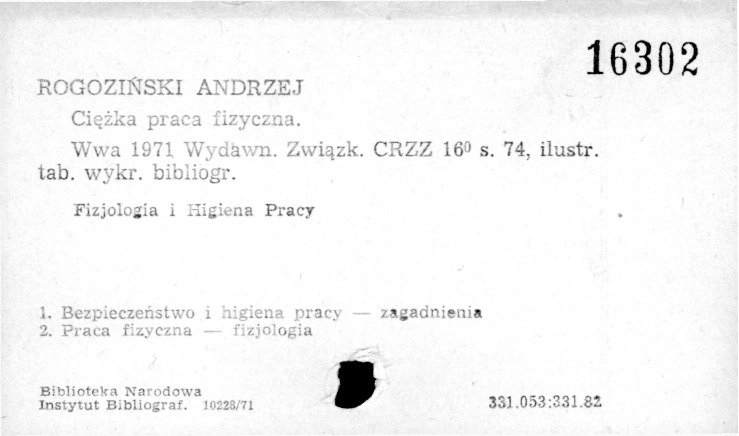 16302
ROGOZIŃSKI ANDRZEJ
Ciężka praca fizyczna.
Wwa 1971 Wydawn. Związk. CRZZ 16⁰ s. 74, ilustr.
tab. wykr. bibliogr.
Fizjologia i Higiena Pracy
1. Bezpieczeństwo i higiena pracy — zagadnienia
2. Praca fizyczna — fizjologia
Biblioteka Narodowa
Instytut Bibliograf. 10228/71
331.053:331.82